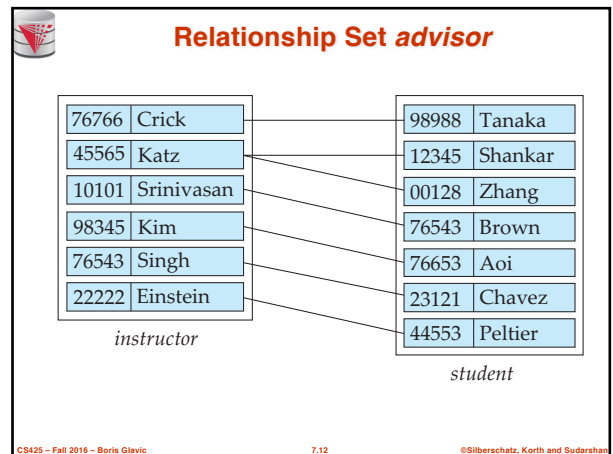 Relationship Set advisor
76766 Crick
45565 Katz
10101 Srinivasan
98345 Kim
76543 Singh
22222 Einstein
instructor
98988 Tanaka
12345 Shankar
00128 Zhang
76543 Brown
76653 Aoi
23121 Chavez
44553 Peltier
student
CS425 – Fall 2016 – Boris Glavic 7.12 ©Silberschatz, Korth and Sudarshan